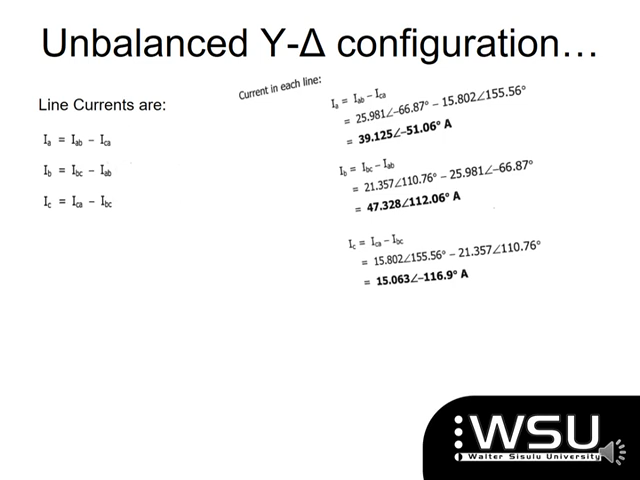 Unbalanced Y-Δ configuration…
Line Currents are:
Iₐ = Iₐb – Ica
Ib = Ibc – Iab
Ic = Ica – Ibc
Current in each line:
Ia = Iab – Ica
= 25.981∠–66.87° – 15.802∠155.56°
= 39.125∠–51.06° A
Ib = Ibc – Iab
= 21.357∠110.76° – 25.981∠–66.87°
= 47.328∠112.06° A
Ic = Ica – Ibc
= 15.802∠155.56° – 21.357∠110.76°
= 15.063∠–116.9° A
WSU
Walter Sisulu University